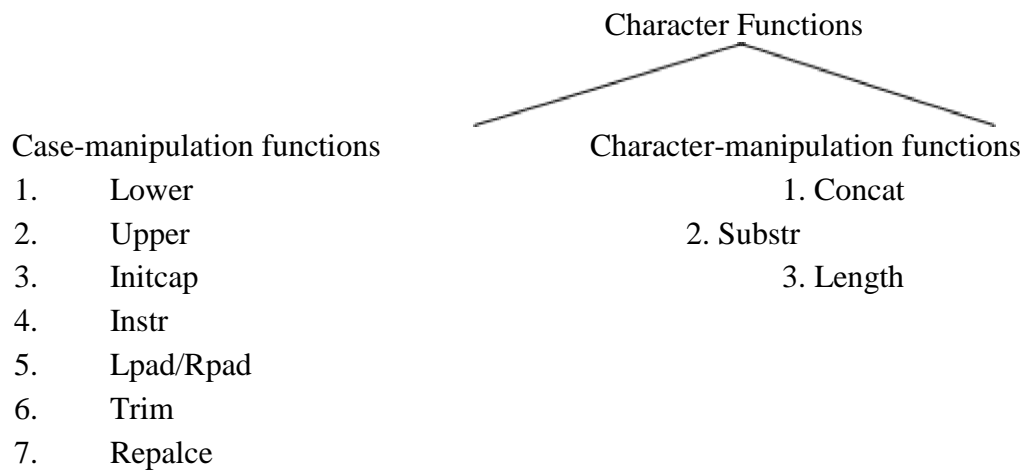 Character Functions
Case-manipulation functions Character-manipulation functions
1. Lower 1. Concat
2. Upper 2. Substr
3. Initcap 3. Length
4. Instr
5. Lpad/Rpad
6. Trim
7. Repalce